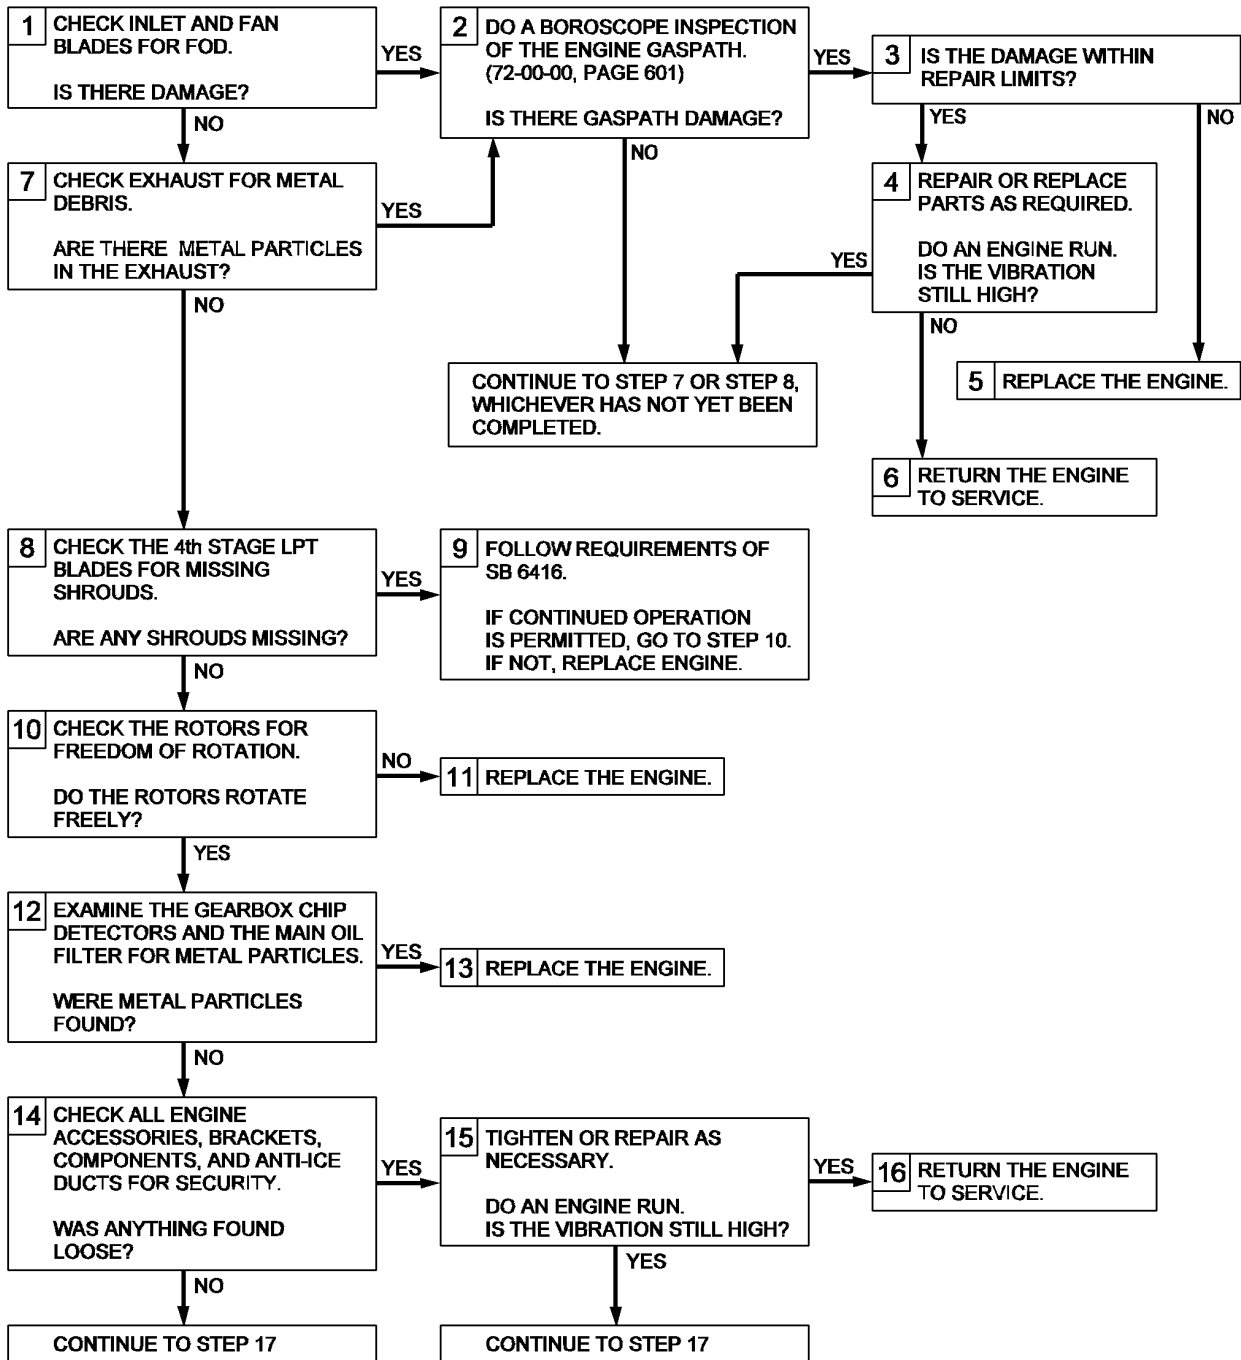 1 CHECK INLET AND FAN
BLADES FOR FOD.
IS THERE DAMAGE?
YES
NO
2 DO A BOROSCOPE INSPECTION
OF THE ENGINE GASPATH.
(72-00-00, PAGE 601)
IS THERE GASPATH DAMAGE?
YES
NO
3 IS THE DAMAGE WITHIN
REPAIR LIMITS?
YES
NO
7 CHECK EXHAUST FOR METAL
DEBRIS.
ARE THERE METAL PARTICLES
IN THE EXHAUST?
YES
NO
4 REPAIR OR REPLACE
PARTS AS REQUIRED.
DO AN ENGINE RUN.
IS THE VIBRATION
STILL HIGH?
YES
NO
CONTINUE TO STEP 7 OR STEP 8,
WHICHEVER HAS NOT YET BEEN
COMPLETED.
5 REPLACE THE ENGINE.
6 RETURN THE ENGINE
TO SERVICE.
8 CHECK THE 4th STAGE LPT
BLADES FOR MISSING
SHROUDS.
ARE ANY SHROUDS MISSING?
YES
NO
9 FOLLOW REQUIREMENTS OF
SB 6416.
IF CONTINUED OPERATION
IS PERMITTED, GO TO STEP 10.
IF NOT, REPLACE ENGINE.
10 CHECK THE ROTORS FOR
FREEDOM OF ROTATION.
DO THE ROTORS ROTATE
FREELY?
NO
YES
11 REPLACE THE ENGINE.
12 EXAMINE THE GEARBOX CHIP
DETECTORS AND THE MAIN OIL
FILTER FOR METAL PARTICLES.
WERE METAL PARTICLES
FOUND?
YES
NO
13 REPLACE THE ENGINE.
14 CHECK ALL ENGINE
ACCESSORIES, BRACKETS,
COMPONENTS, AND ANTI-ICE
DUCTS FOR SECURITY.
WAS ANYTHING FOUND
LOOSE?
YES
NO
15 TIGHTEN OR REPAIR AS
NECESSARY.
DO AN ENGINE RUN.
IS THE VIBRATION STILL HIGH?
YES
YES
16 RETURN THE ENGINE
TO SERVICE.
CONTINUE TO STEP 17
CONTINUE TO STEP 17